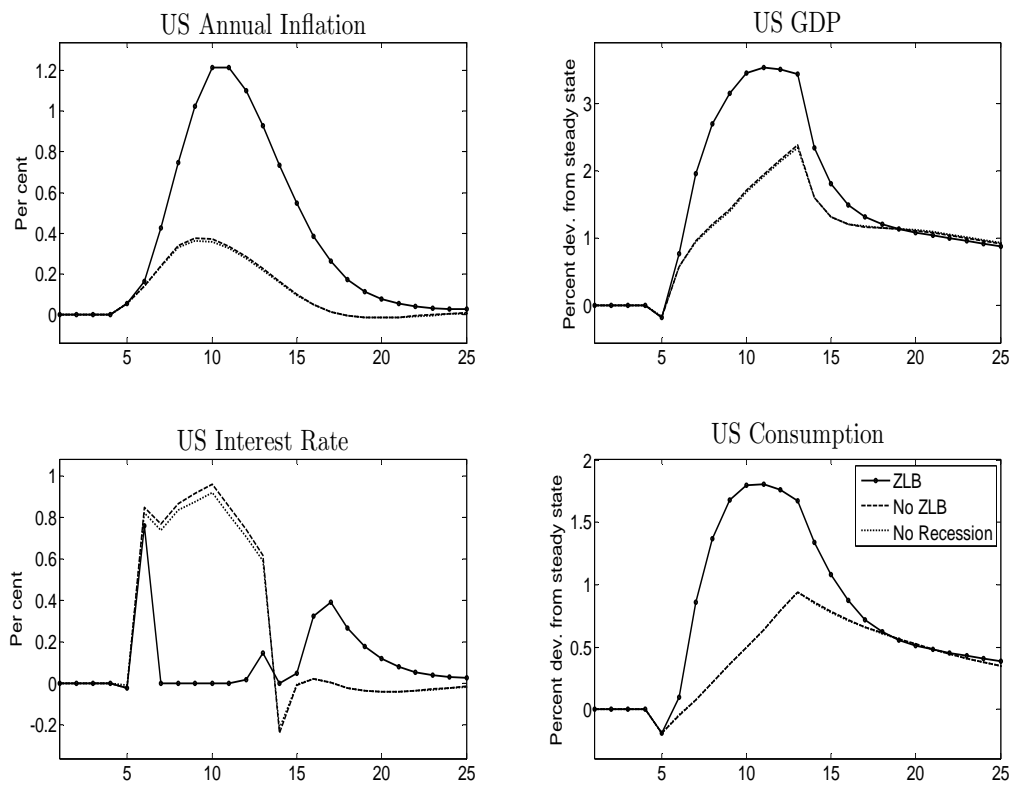 US Annual Inflation
Per cent
1.2
1
0.8
0.6
0.4
0.2
0
5 10 15 20 25
US GDP
Percent dev. from steady state
3
2
1
0
5 10 15 20 25
US Interest Rate
Per cent
1
0.8
0.6
0.4
0.2
0
-0.2
5 10 15 20 25
US Consumption
Percent dev. from steady state
2
1.5
1
0.5
0
5 10 15 20 25
ZLB
No ZLB
No Recession